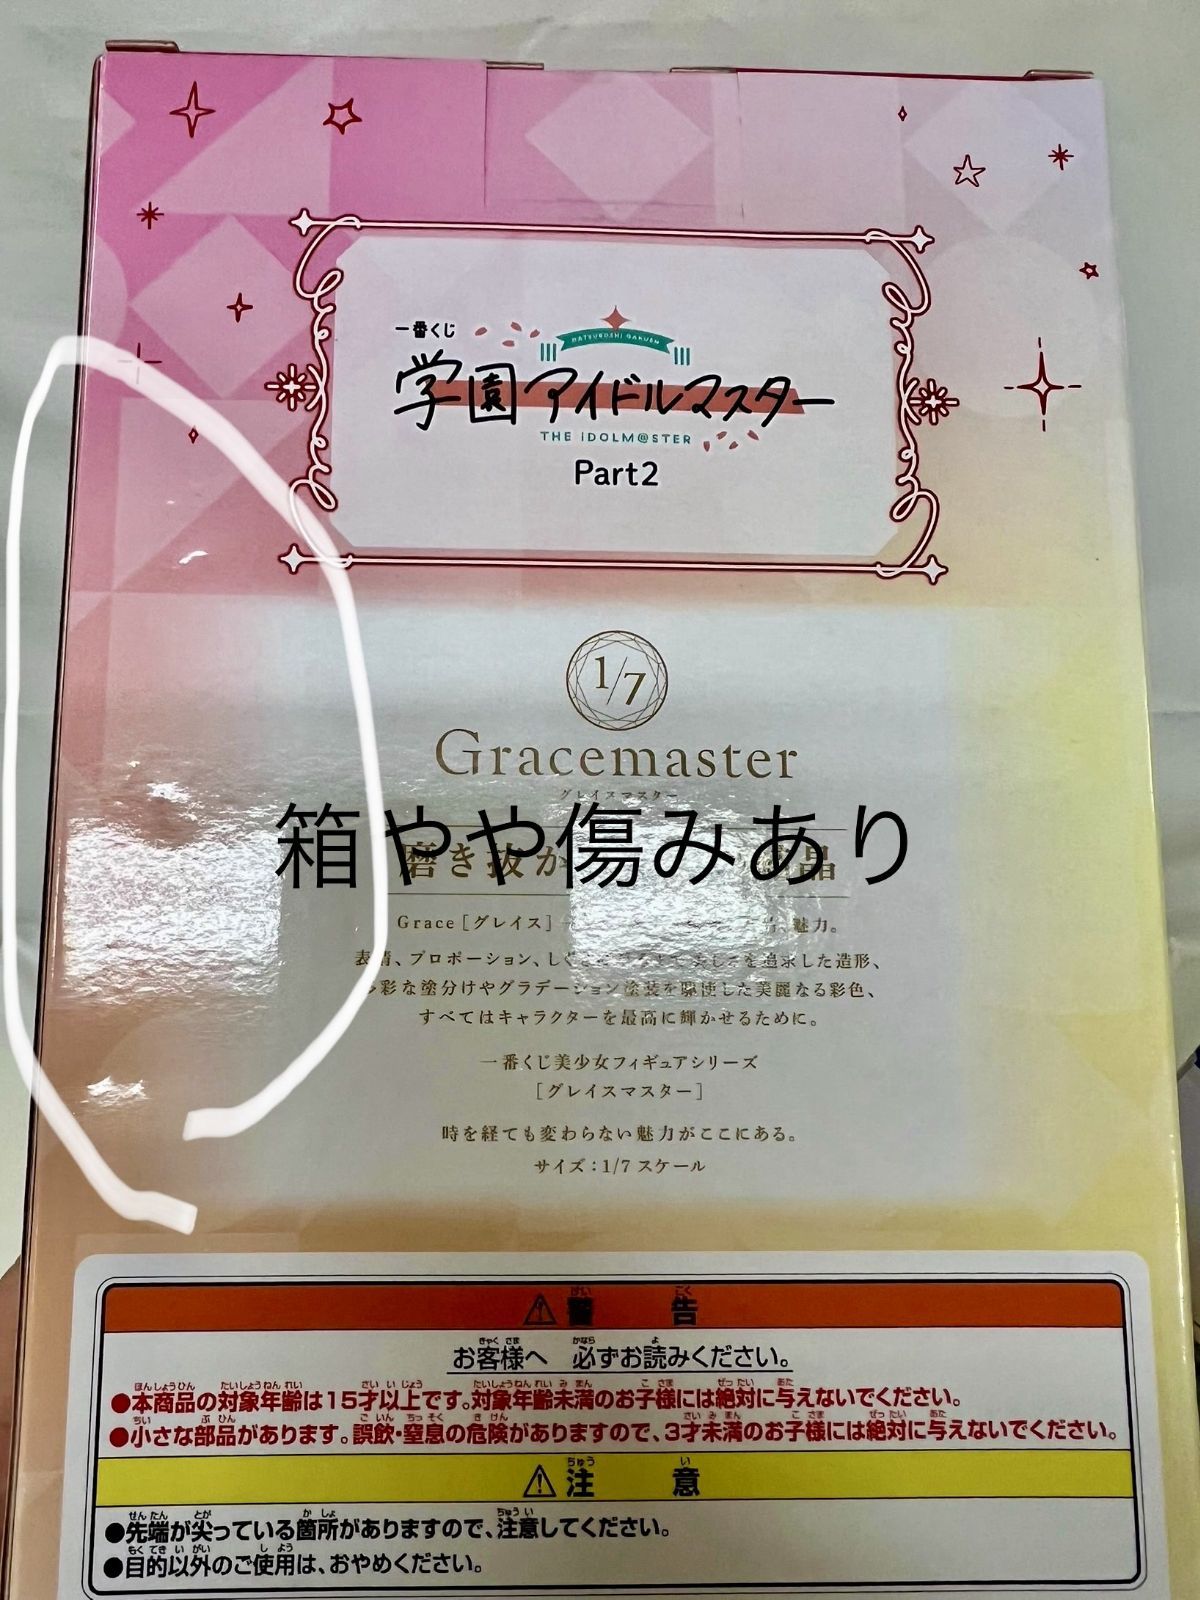 一番くじ
HATSUBOSHI GAKUEN
学園アイドルマスター
THE iDOLM@STER
Part2
1/7
Gracemaster
グレイスマスター
箱やや傷みあり
磨き抜か
品
Grace[グレイス]
魅力。
表情、プロポーション、し
を追求した造形、
彩な塗分けやグラデーション塗装を駆使した美麗なる彩色、
すべてはキャラクターを最高に輝かせるために。
一番くじ美少女フィギュアシリーズ
[グレイスマスター]
時を経ても変わらない魅力がここにある。
サイズ:1/7スケール
⚠警告
お客様へ 必ずお読みください。
●本商品の対象年齢は15才以上です。対象年齢未満のお子様には絶対に与えないでください。
●小さな部品があります。誤飲・窒息の危険がありますので、3才未満のお子様には絶対に与えないでください。
⚠注意
●先端が尖っている箇所がありますので、注意してください。
●目的以外のご使用は、おやめください。